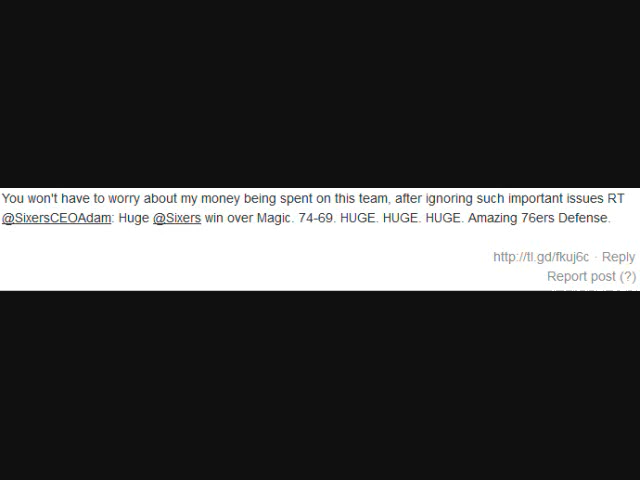 You won't have to worry about my money being spent on this team, after ignoring such important issues RT
@SixersCEOAdam: Huge @Sixers win over Magic. 74-69. HUGE. HUGE. HUGE. Amazing 76ers Defense.
http://tl.gd/fkuj6c · Reply
Report post (?)